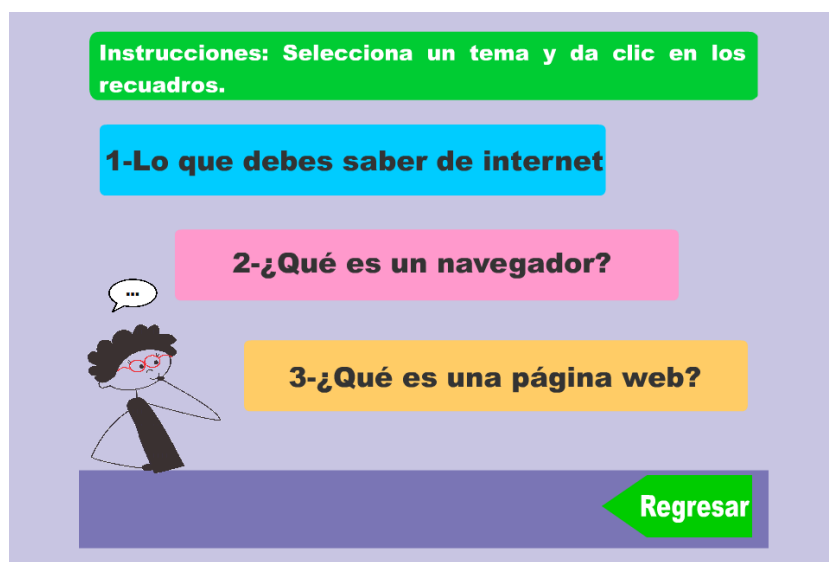 Instrucciones: Selecciona un tema y da clic en los
recuadros.
1-Lo que debes saber de internet
2-¿Qué es un navegador?
...
3-¿Qué es una página web?
Regresar